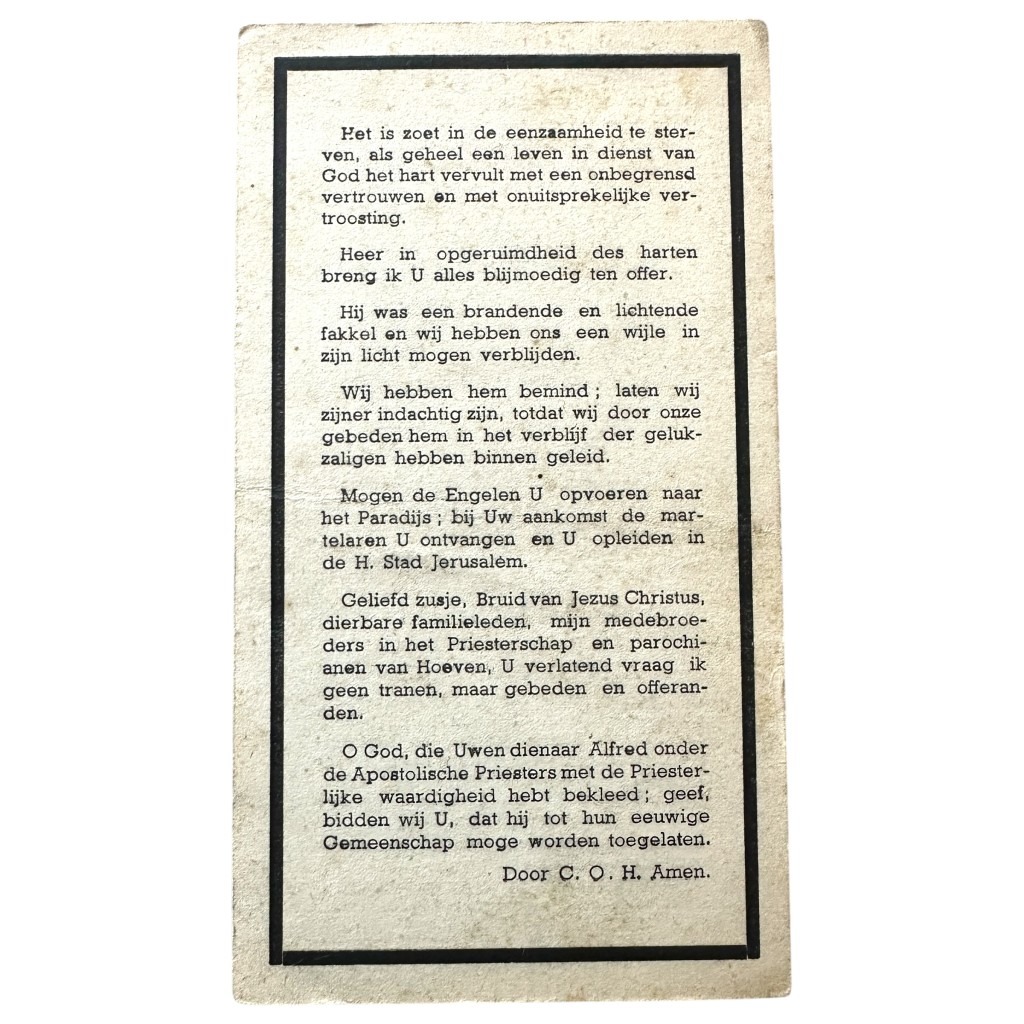 Het is zoet in de eenzaamheid te ster-
ven, als geheel een leven in dienst van
God het hart vervult met een onbegrensd
vertrouwen en met onuitsprekelijke ver-
troosting.
Heer in opgeruimdheid des harten
breng ik U alles blijmoedig ten offer.
Hij was een brandende en lichtende
fakkel en wij hebben ons een wijle in
zijn licht mogen verblijden.
Wij hebben hem bemind ; laten wij
zijner indachtig zijn, totdat wij door onze
gebeden hem in het verblijf der geluk-
zaligen hebben binnen geleid.
Mogen de Engelen U opvoeren naar
het Paradijs ; bij Uw aankomst de mar-
telaren U ontvangen en U opleiden in
de H. Stad Jerusalem.
Geliefd zusje, Bruid van Jezus Christus,
dierbare familieleden, mijn medebroe-
ders in het Priesterschap en parochi-
anen van Hoeven, U verlatend vraag ik
geen tranen, maar gebeden en offeran-
den.
O God, die Uwen dienaar Alfred onder
de Apostolische Priesters met de Priester-
lijke waardigheid hebt bekleed ; geef,
bidden wij U, dat hij tot hun eeuwige
Gemeenschap moge worden toegelaten.
Door C. O. H. Amen.